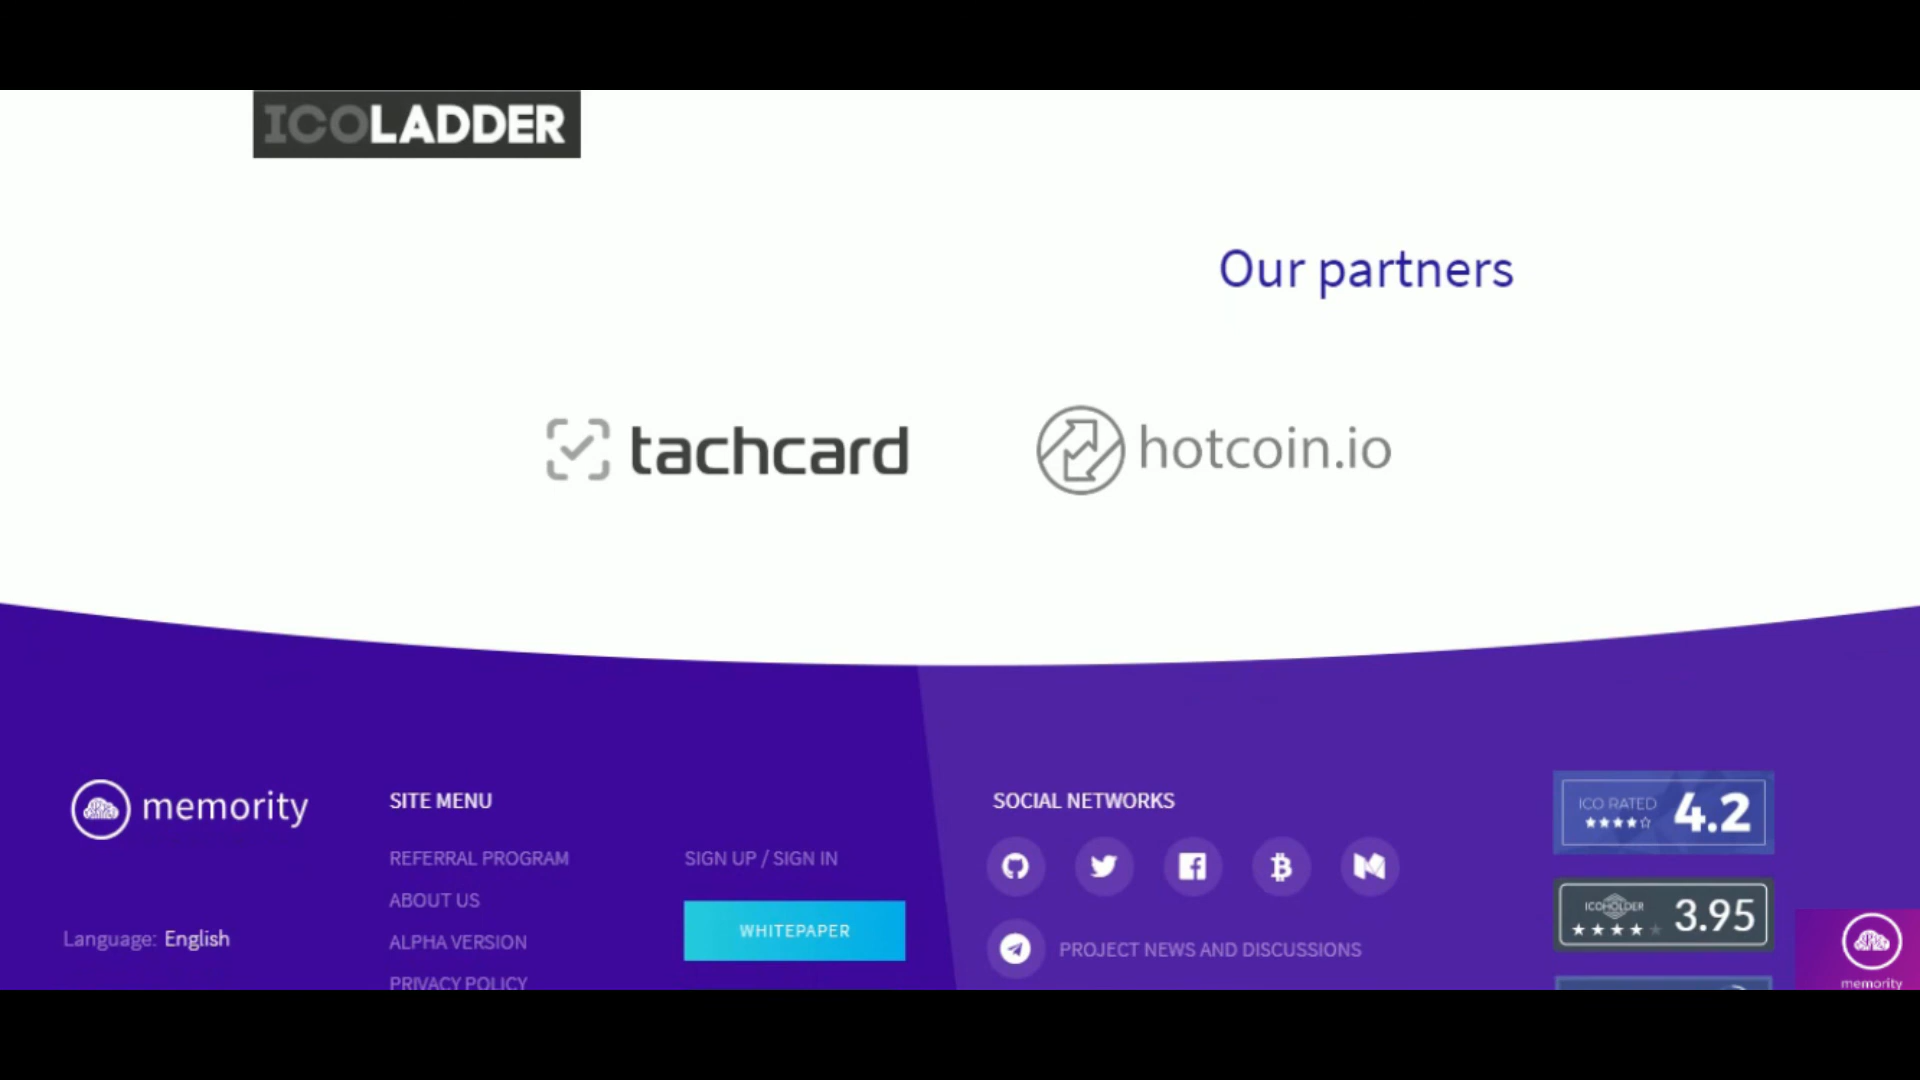 ICOLADDER
Our partners
tachcard
hotcoin.io
memority
Language: English
SITE MENU
REFERRAL PROGRAM
ABOUT US
ALPHA VERSION
PRIVACY POLICY
SIGN UP / SIGN IN
WHITEPAPER
SOCIAL NETWORKS
PROJECT NEWS AND DISCUSSIONS
ICO RATED 4.2
ICOHOLDER 3.95
memority